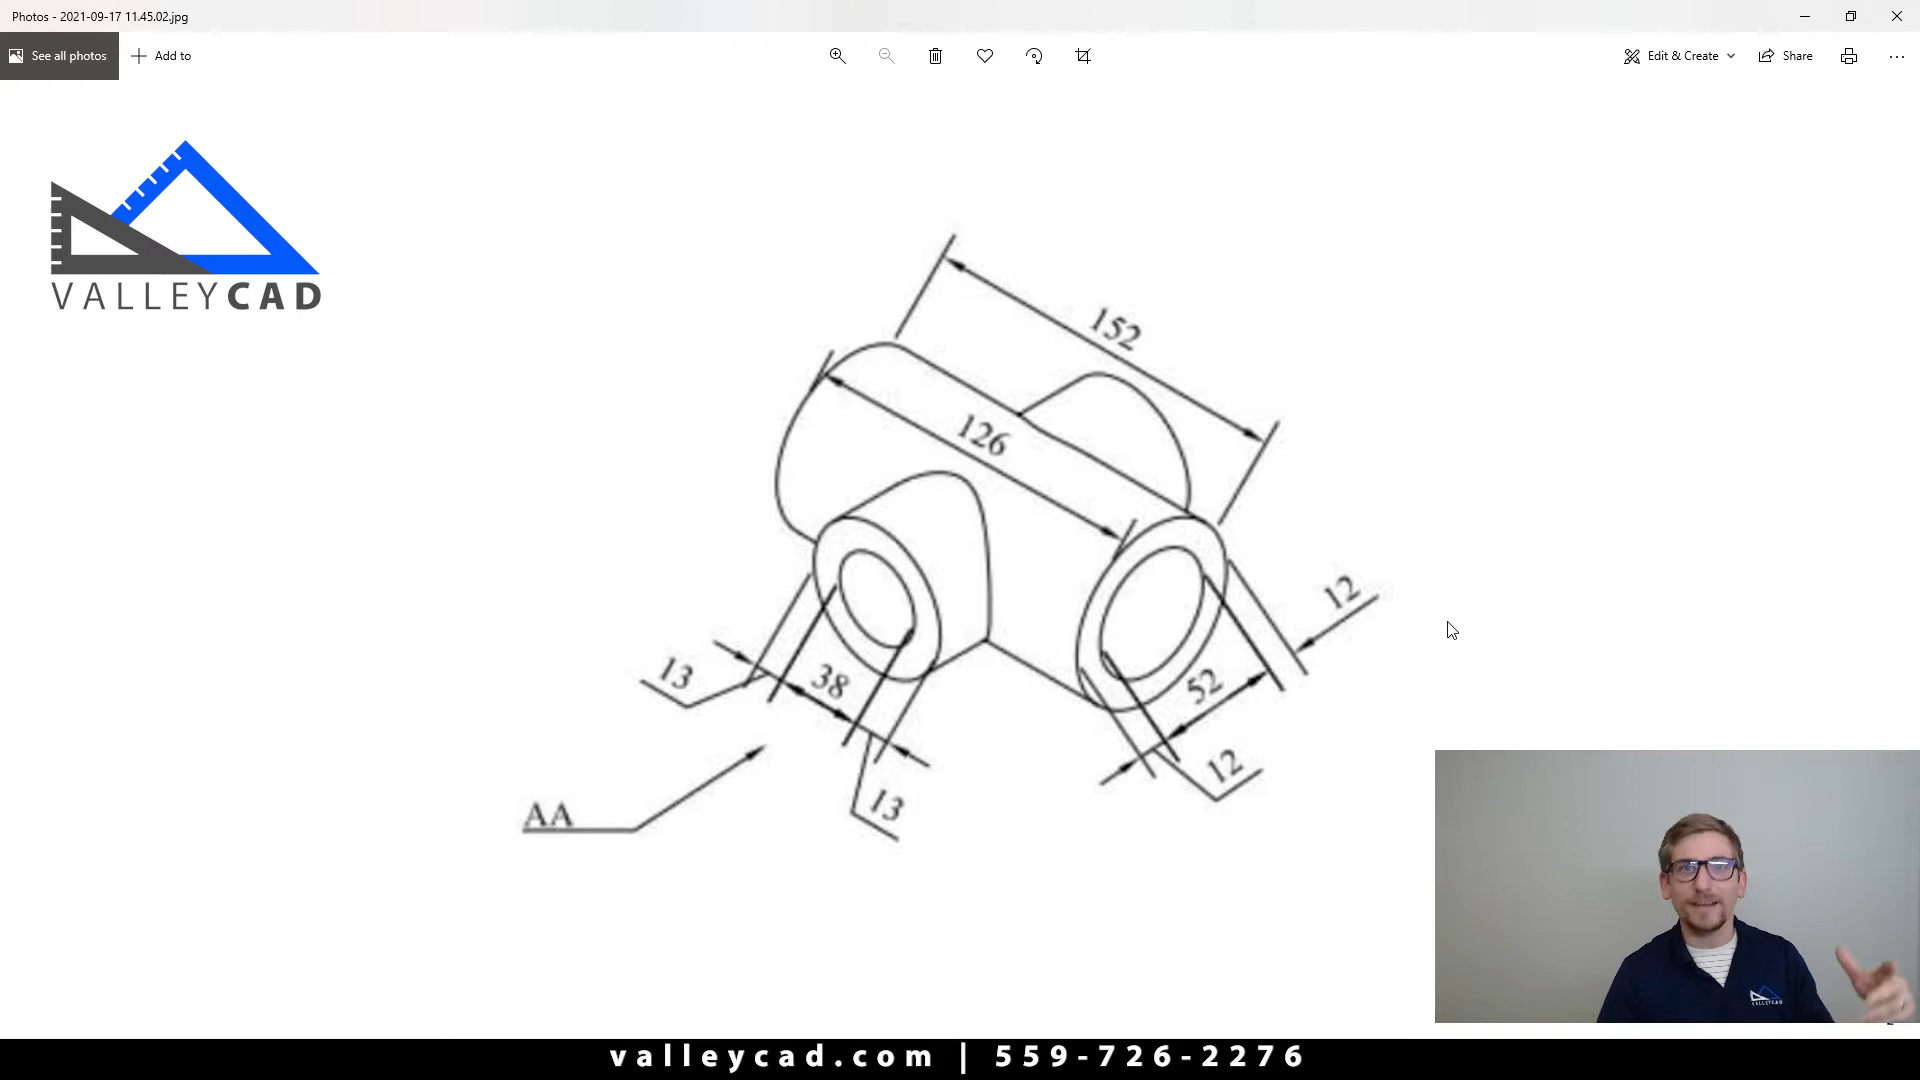 Photos - 2021-09-17 11.45.02.jpg
See all photos
Add to
Edit & Create
Share
VALLEYCAD
152
126
12
13
38
52
12
13
AA
VALLEYCAD
valleycad.com | 559-726-2276